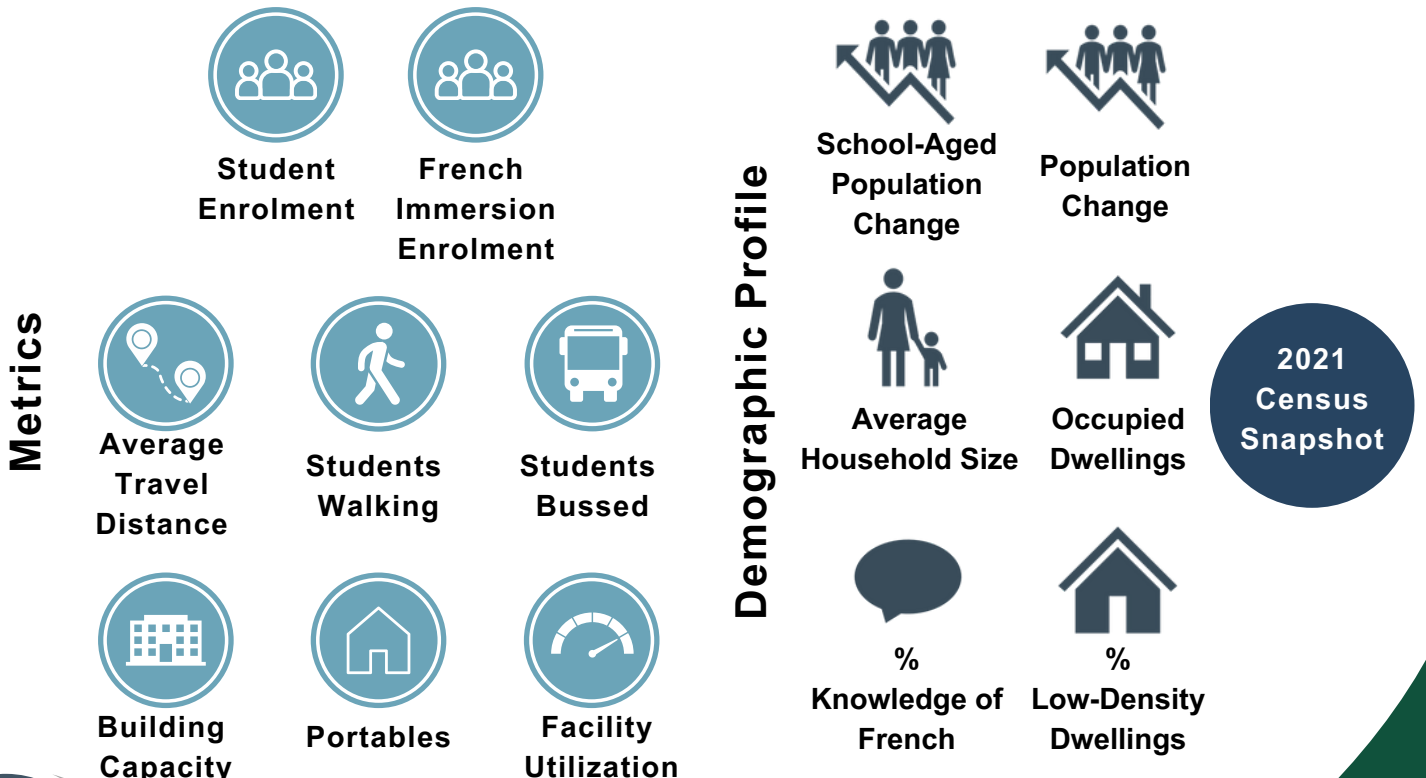 Metrics
Student
Enrolment
French
Immersion
Enrolment
Average
Travel
Distance
Students
Walking
Students
Bussed
Building
Capacity
Portables
Facility
Utilization
Demographic Profile
School-Aged
Population
Change
Population
Change
Average
Household Size
Occupied
Dwellings
%
Knowledge of
French
%
Low-Density
Dwellings
2021
Census
Snapshot